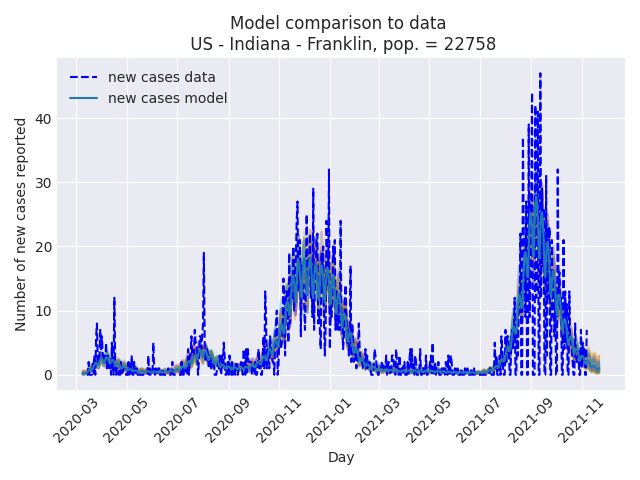 Model comparison to data
US - Indiana - Franklin, pop. = 22758
new cases data
new cases model
Number of new cases reported
40
30
20
10
0
2020-03
2020-05
2020-07
2020-09
2020-11
2021-01
2021-03
2021-05
2021-07
2021-09
2021-11
Day